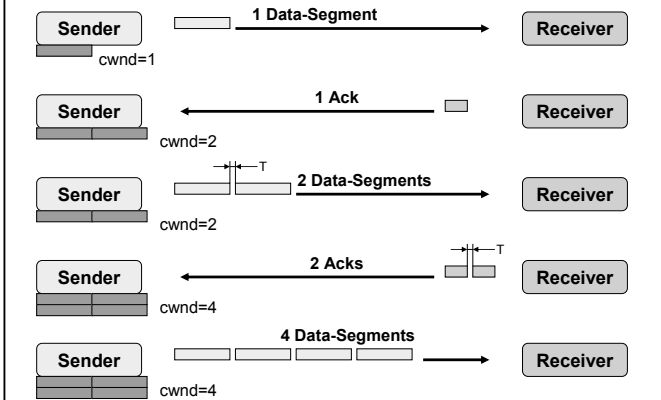 Sender
1 Data-Segment
Receiver
cwnd=1
Sender
1 Ack
Receiver
cwnd=2
T
Sender
2 Data-Segments
Receiver
cwnd=2
T
Sender
2 Acks
Receiver
cwnd=4
4 Data-Segments
Sender
Receiver
cwnd=4